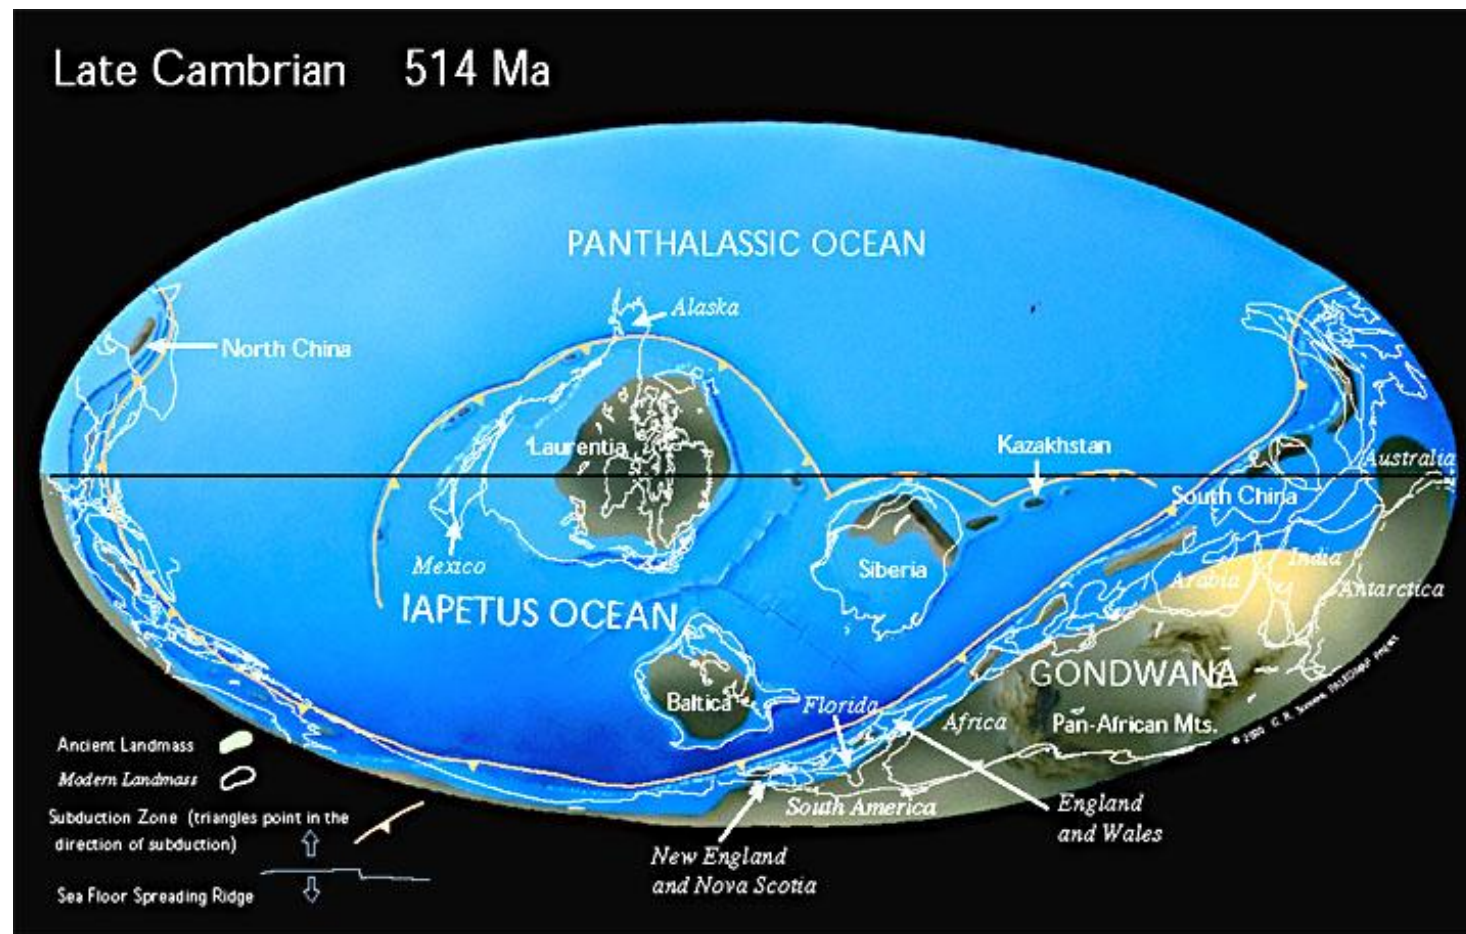 Late Cambrian 514 Ma
PANTHALASSIC OCEAN
Alaska
North China
Laurentia
Kazakhstan
Australia
South China
Mexico
Siberia
India
Arabia
Antarctica
IAPETUS OCEAN
GONDWANA
Baltica
Florida
Africa
Pan-African Mts.
South America
England
and Wales
New England
and Nova Scotia
Ancient Landmass
Modern Landmass
Subduction Zone (triangles point in the
direction of subduction)
Sea Floor Spreading Ridge